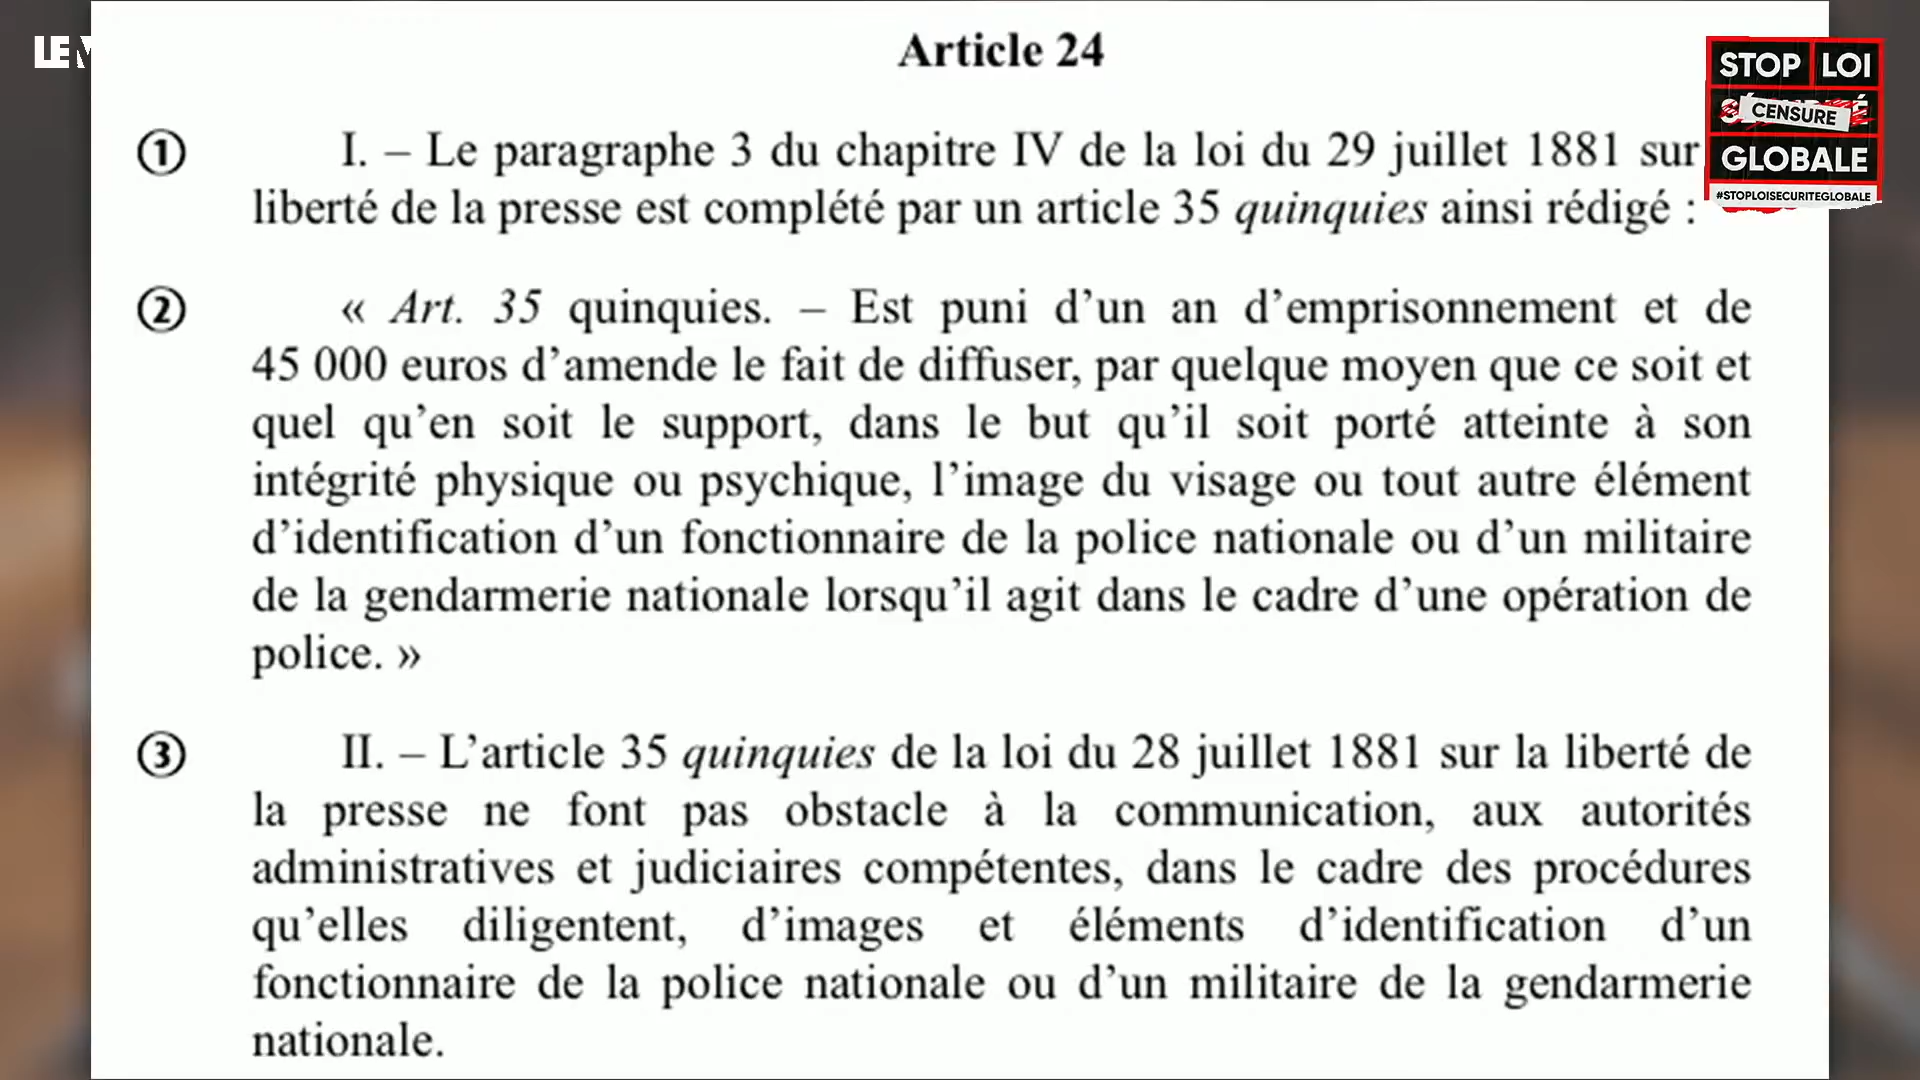 LE
Article 24
STOP LOI
CENSURE
GLOBALE
#STOPLOISECURITEGLOBALE
① I. – Le paragraphe 3 du chapitre IV de la loi du 29 juillet 1881 sur
liberté de la presse est complété par un article 35 quinquies ainsi rédigé :
② « Art. 35 quinquies. – Est puni d’un an d’emprisonnement et de
45 000 euros d’amende le fait de diffuser, par quelque moyen que ce soit et
quel qu’en soit le support, dans le but qu’il soit porté atteinte à son
intégrité physique ou psychique, l’image du visage ou tout autre élément
d’identification d’un fonctionnaire de la police nationale ou d’un militaire
de la gendarmerie nationale lorsqu’il agit dans le cadre d’une opération de
police. »
③ II. – L’article 35 quinquies de la loi du 28 juillet 1881 sur la liberté de
la presse ne font pas obstacle à la communication, aux autorités
administratives et judiciaires compétentes, dans le cadre des procédures
qu’elles diligentent, d’images et éléments d’identification d’un
fonctionnaire de la police nationale ou d’un militaire de la gendarmerie
nationale.